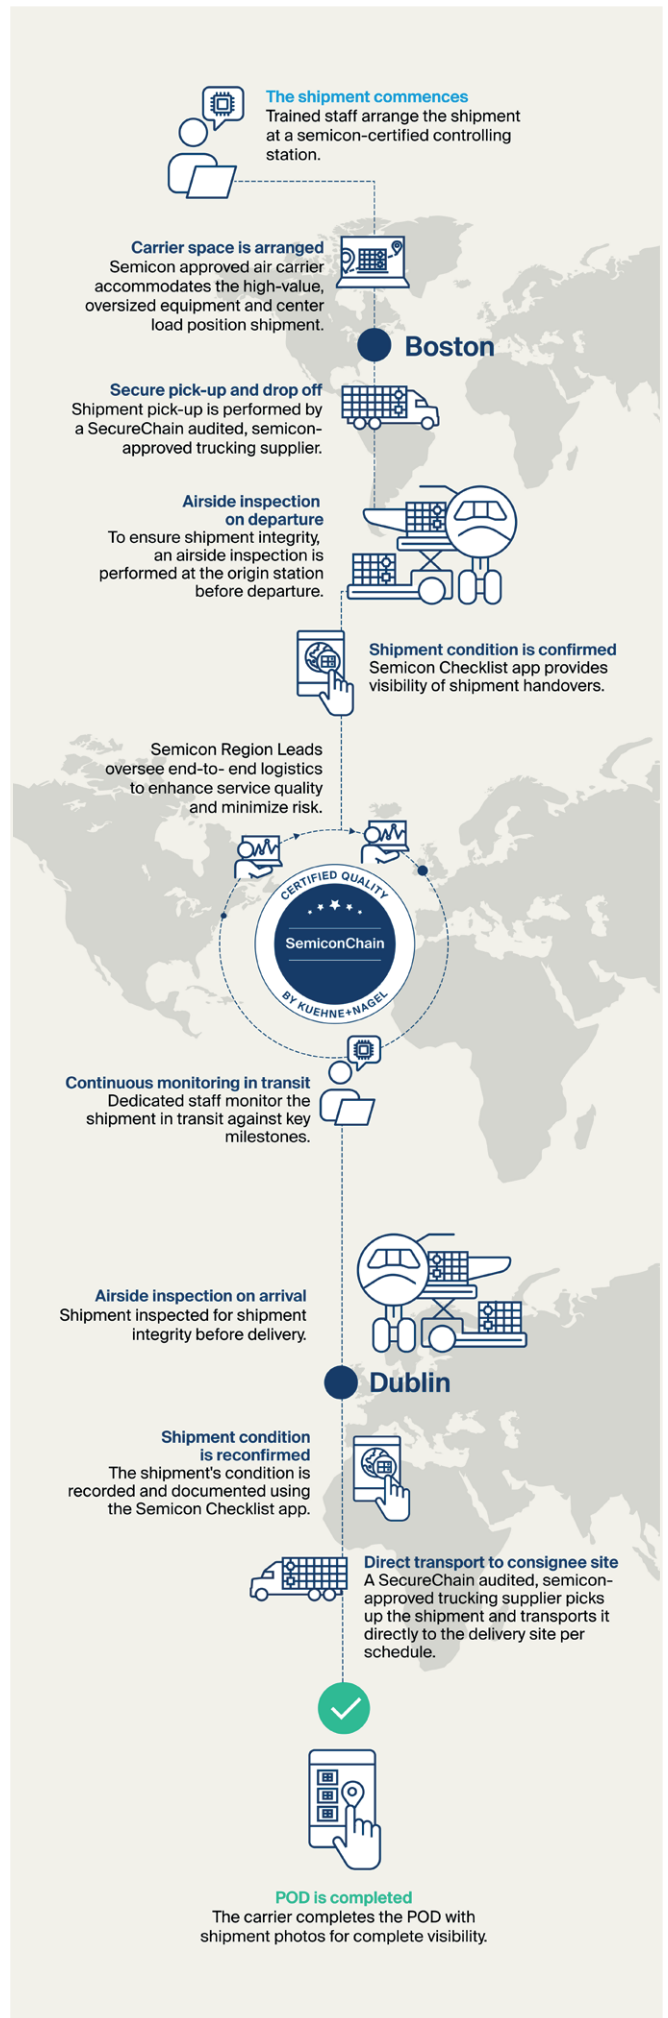 The shipment commences
Trained staff arrange the shipment
at a semicon-certified controlling
station.
Carrier space is arranged
Semicon approved air carrier
accommodates the high-value,
oversized equipment and center
load position shipment.
Boston
Secure pick-up and drop off
Shipment pick-up is performed by
a SecureChain audited, semicon-
approved trucking supplier.
Airside inspection
on departure
To ensure shipment integrity,
an airside inspection is
performed at the origin station
before departure.
Shipment condition is confirmed
Semicon Checklist app provides
visibility of shipment handovers.
Semicon Region Leads
oversee end-to- end logistics
to enhance service quality
and minimize risk.
CERTIFIED QUALITY
SemiconChain
BY KUEHNE+NAGEL
Continuous monitoring in transit
Dedicated staff monitor the
shipment in transit against key
milestones.
Airside inspection on arrival
Shipment inspected for shipment
integrity before delivery.
Dublin
Shipment condition
is reconfirmed
The shipment's condition is
recorded and documented using
the Semicon Checklist app.
Direct transport to consignee site
A SecureChain audited, semicon-
approved trucking supplier picks
up the shipment and transports it
directly to the delivery site per
schedule.
POD is completed
The carrier completes the POD with
shipment photos for complete visibility.